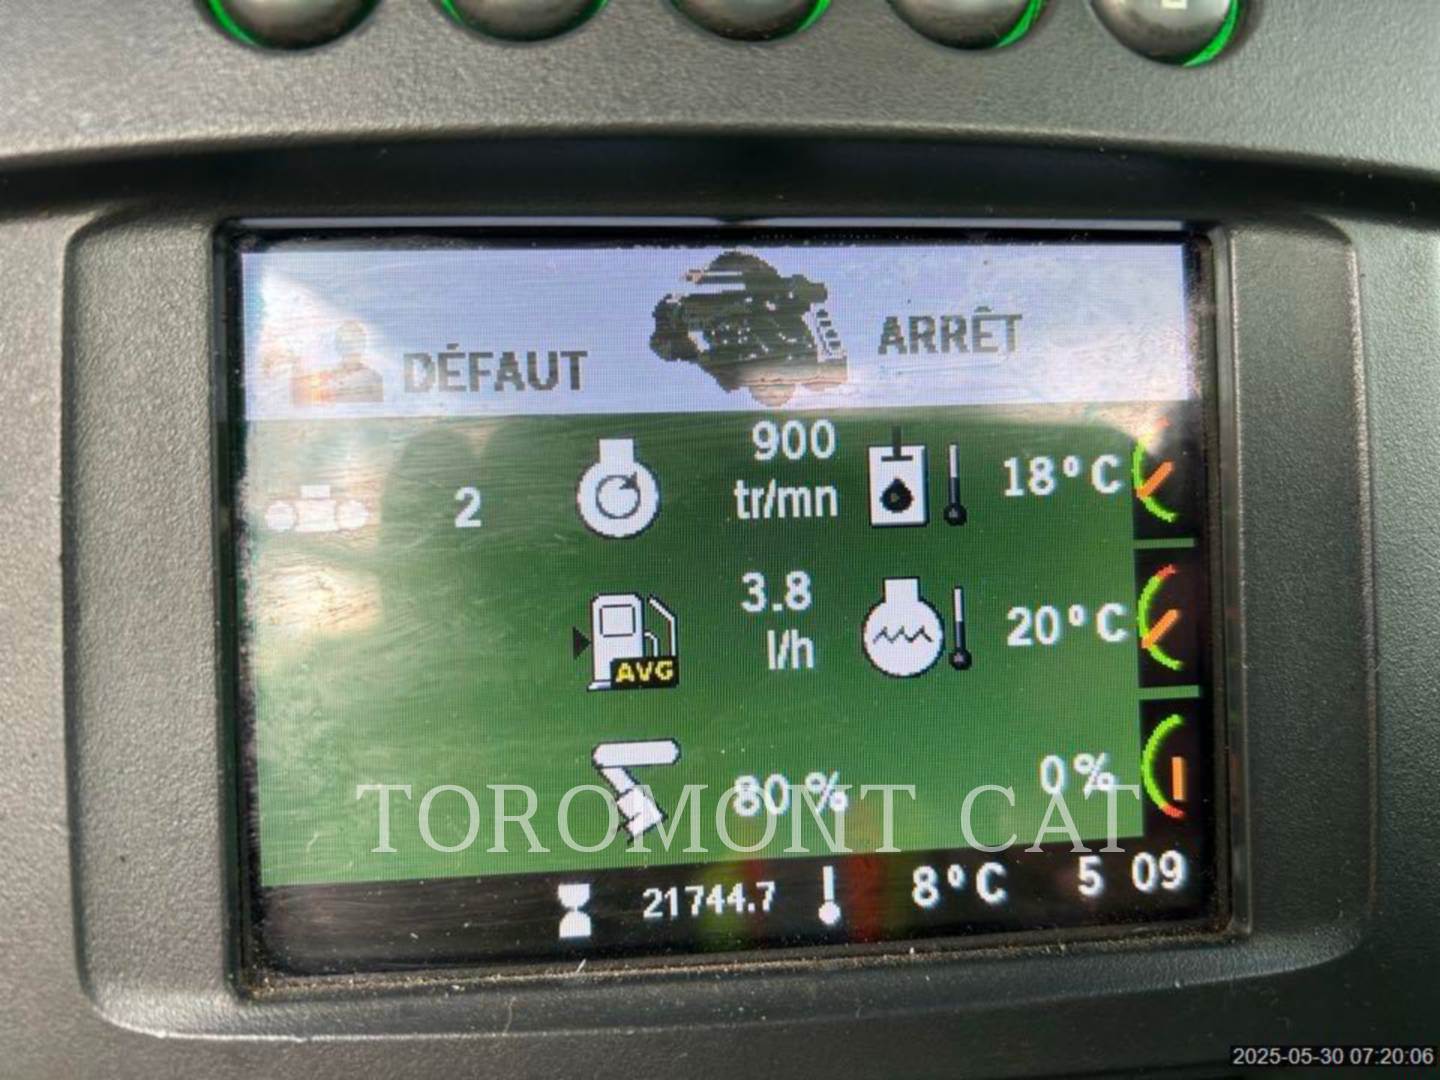 DÉFAUT ARRÊT
2 900 tr/mn 18°C
AVG 3.8 l/h 20°C
80% 0%
TOROMONT CAT
21744.7 8°C 5 09
2025-05-30 07:20:06